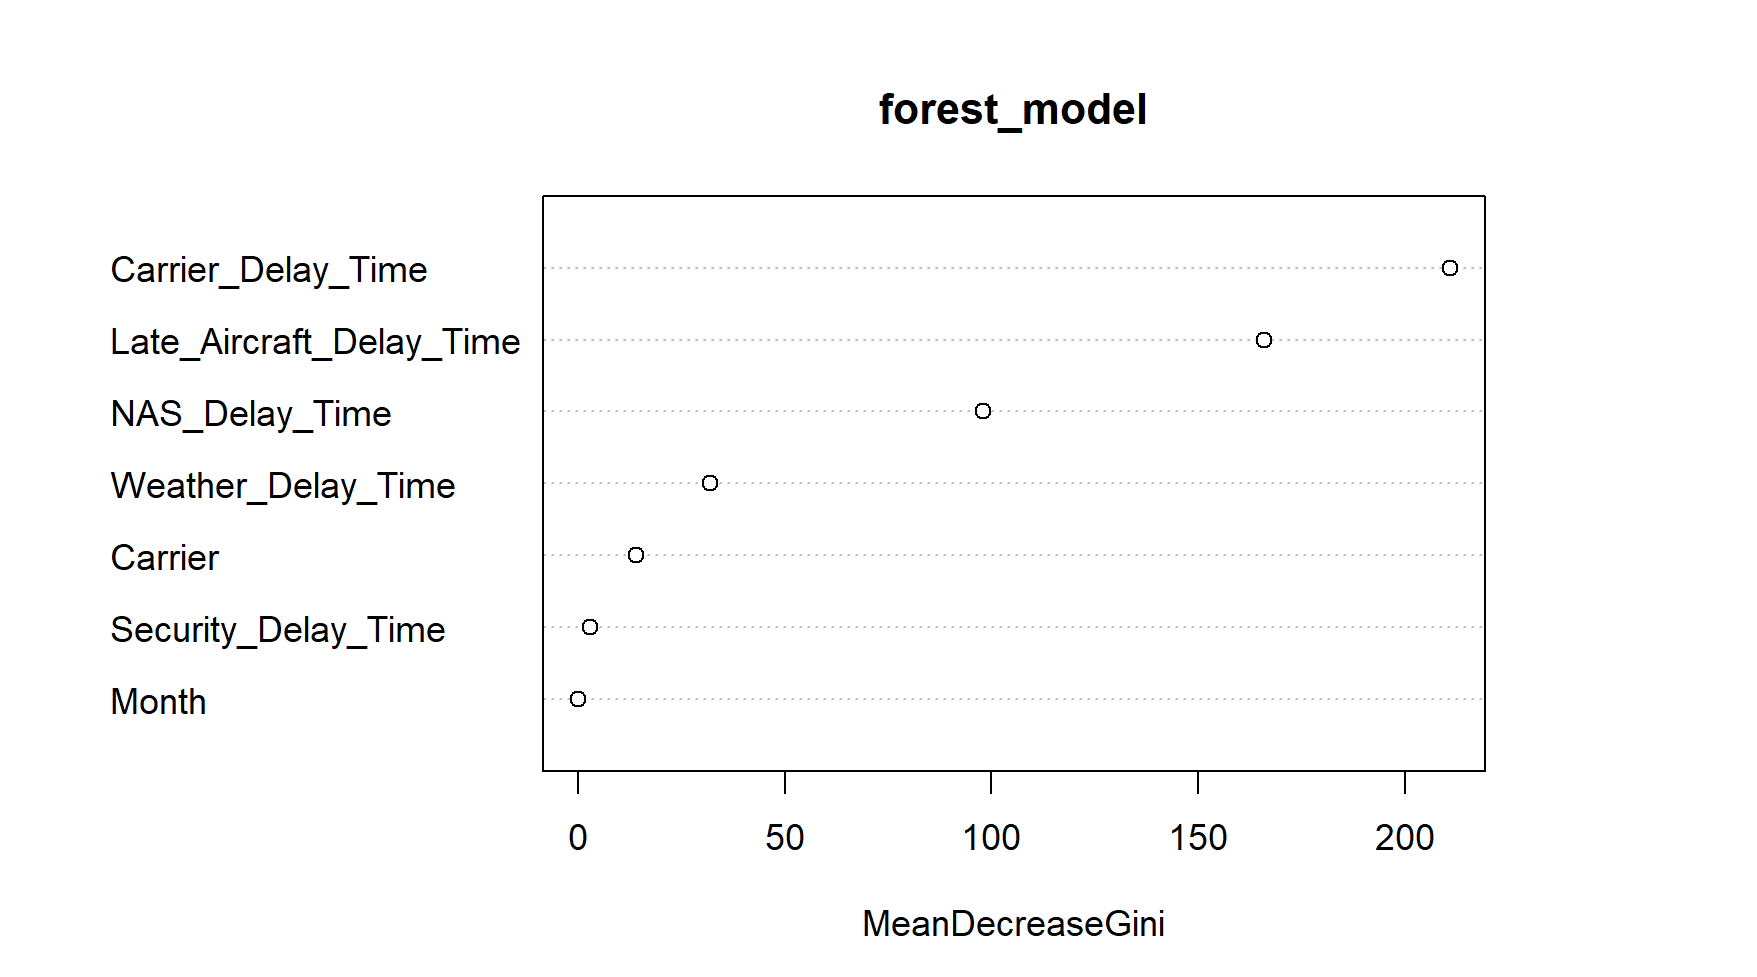 forest_model
Carrier_Delay_Time
Late_Aircraft_Delay_Time
NAS_Delay_Time
Weather_Delay_Time
Carrier
Security_Delay_Time
Month
0 50 100 150 200
MeanDecreaseGini